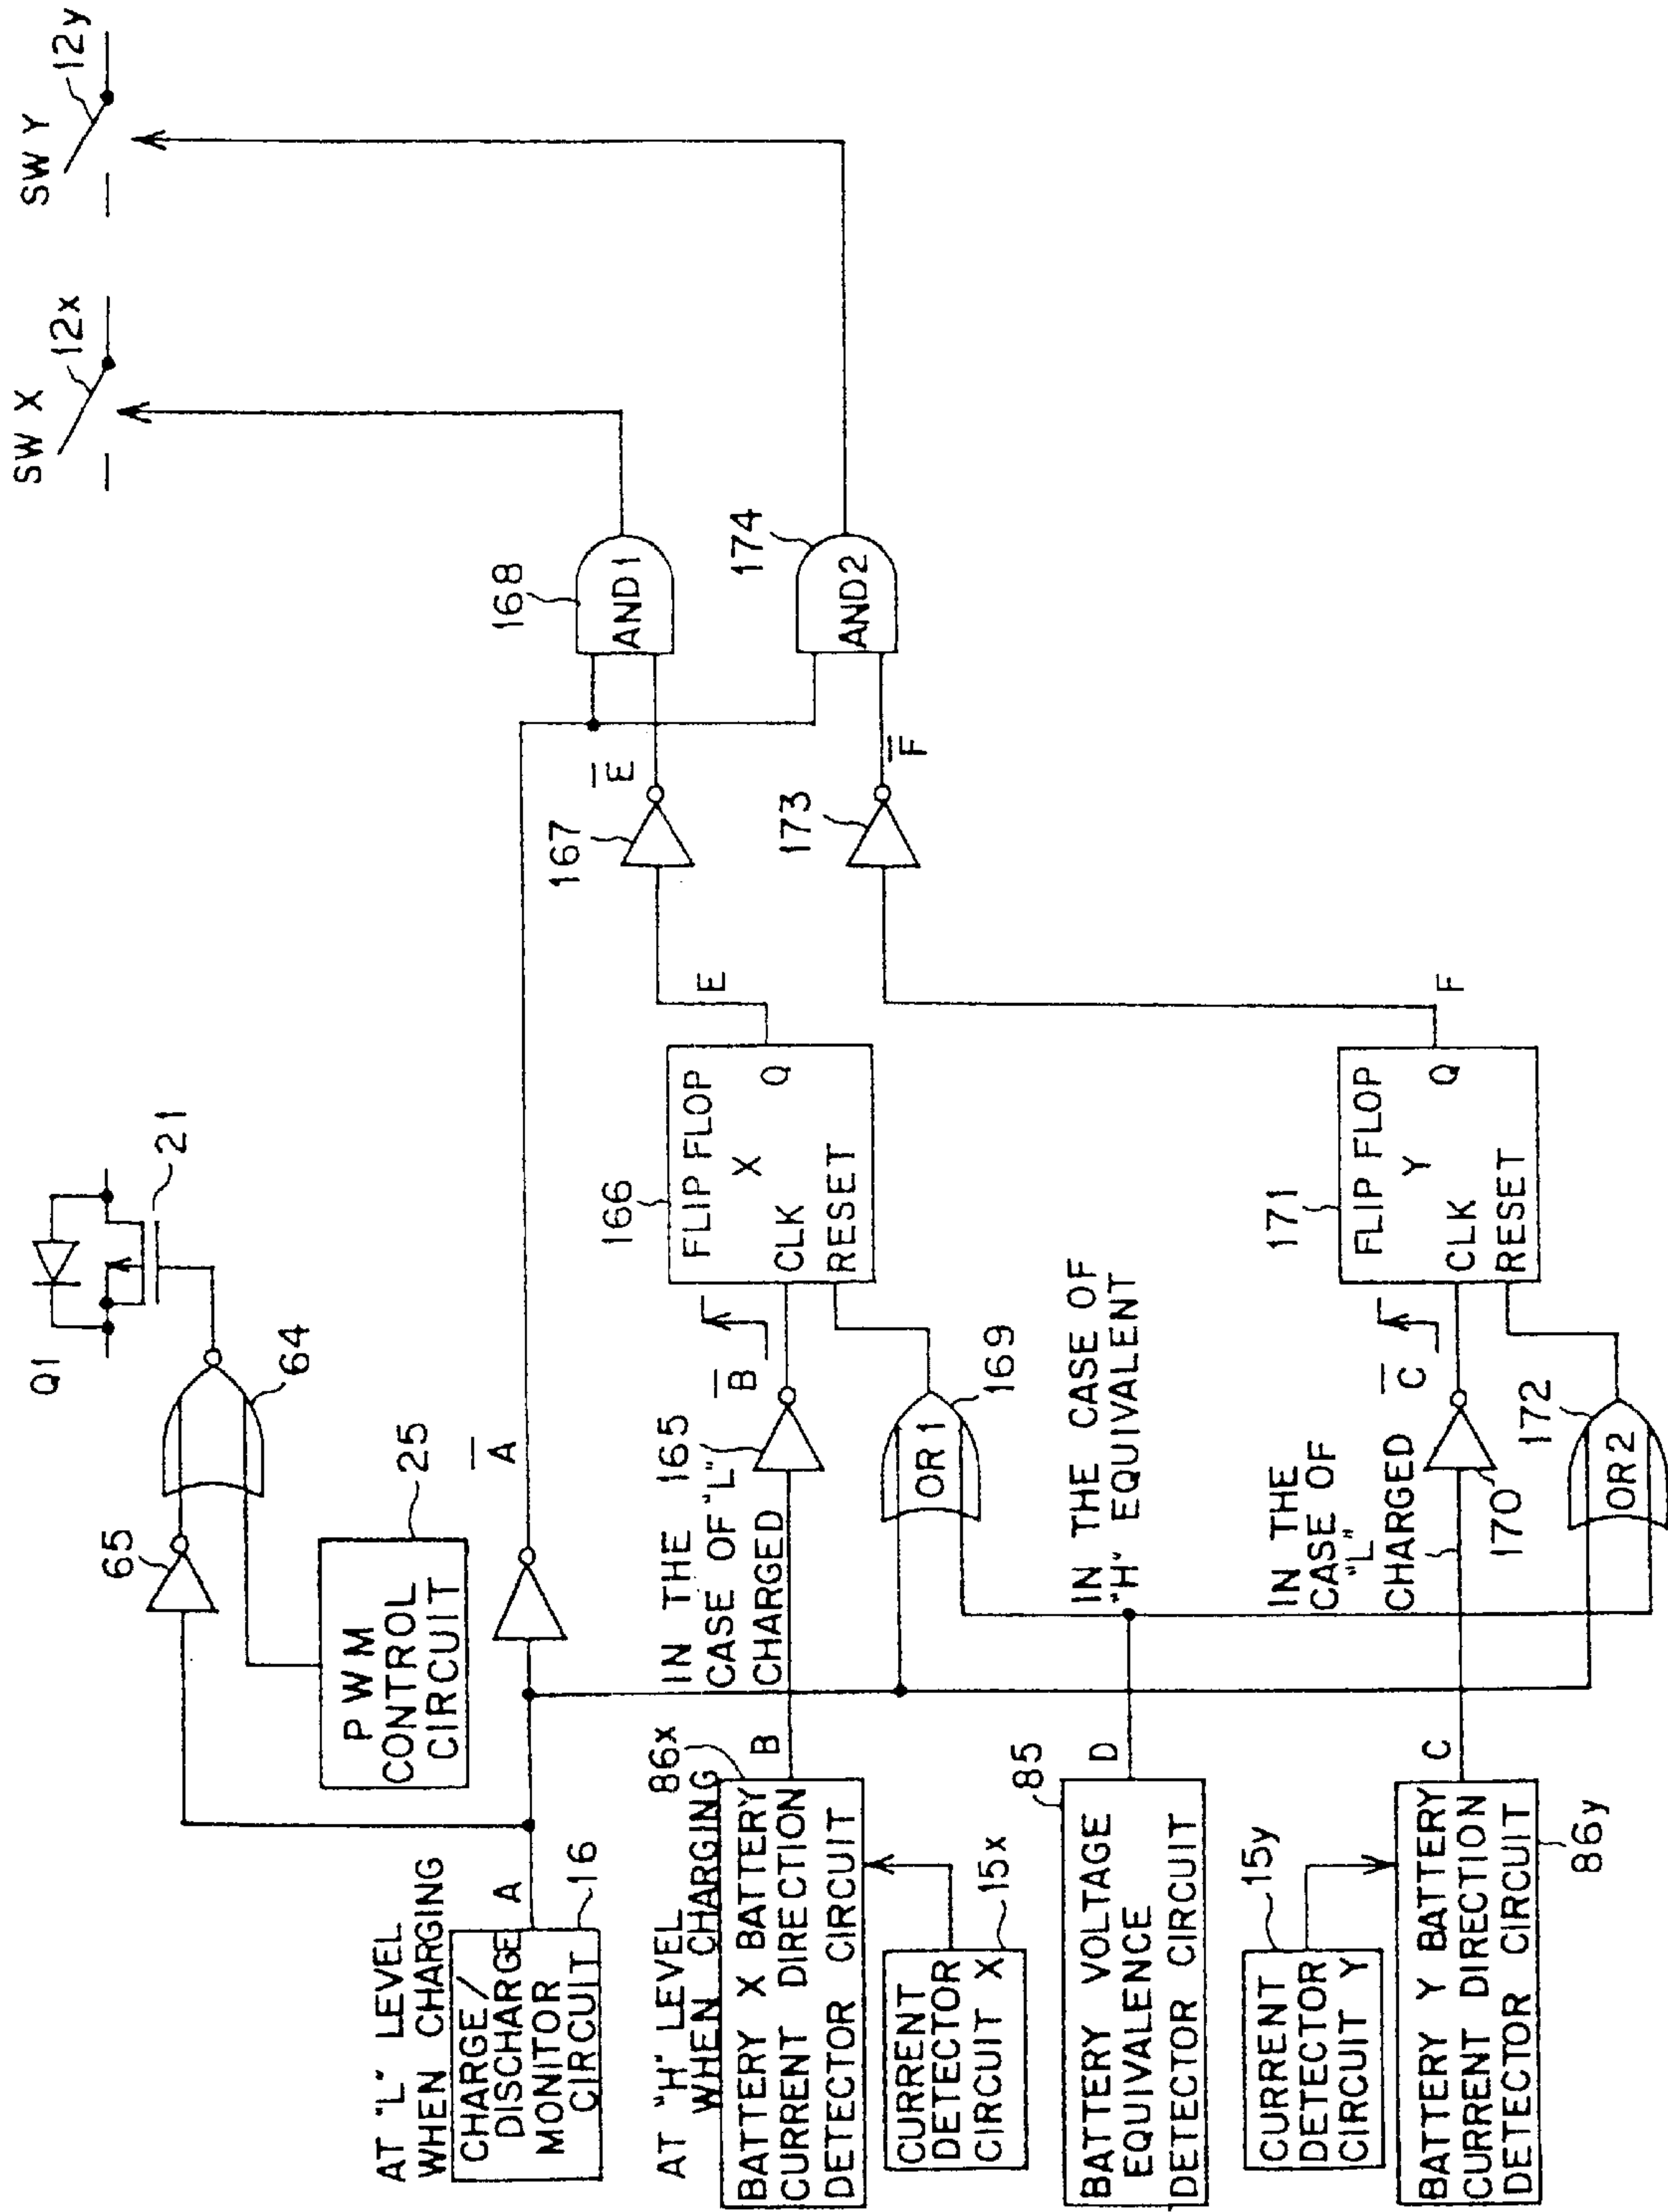 SW X
12x
SW Y
12y
Q1
21
65
64
PWM
CONTROL
CIRCUIT
25
AT "L" LEVEL
WHEN CHARGING
CHARGE/
DISCHARGE
MONITOR
CIRCUIT
A
16
A
168
AND1
174
AND2
E
167
F
173
AT "H" LEVEL
WHEN CHARGING
86x
BATTERY X BATTERY
CURRENT DIRECTION
DETECTOR CIRCUIT
B
IN THE
CASE OF "L"
CHARGED
165
B
166
FLIP FLOP
X
CLK
Q
RESET
E
CURRENT
DETECTOR
CIRCUIT X
15x
OR1
169
85
BATTERY VOLTAGE
EQUIVALENCE
DETECTOR CIRCUIT
D
IN THE CASE OF
"H" EQUIVALENT
CURRENT
DETECTOR
CIRCUIT Y
15y
BATTERY Y BATTERY
CURRENT DIRECTION
DETECTOR CIRCUIT
86y
C
IN THE
CASE OF
"L"
CHARGED
170
C
171
FLIP FLOP
Y
CLK
Q
RESET
F
172
OR2